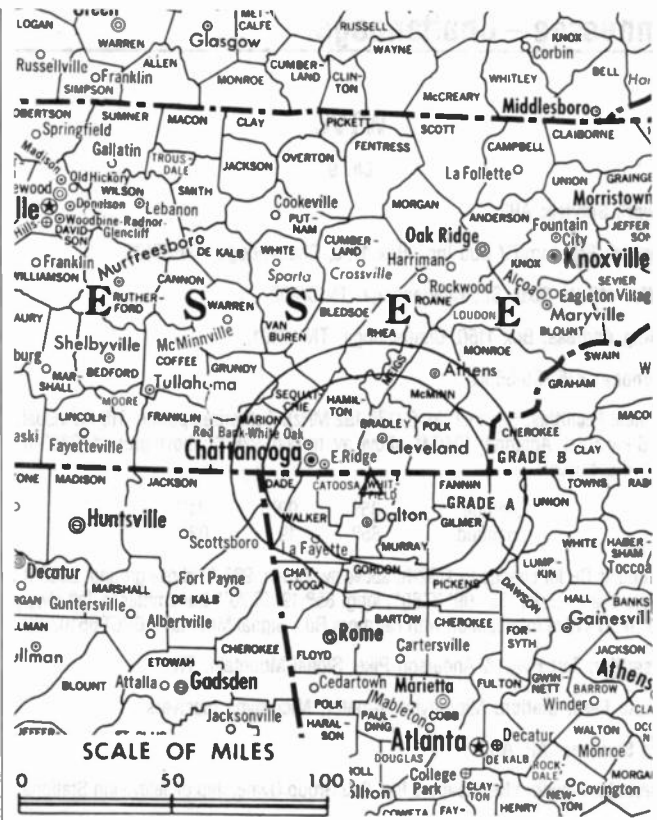 LOGAN
WARREN
Glasgow
MET-
CALFE
RUSSELL
WAYNE
KNOX
Corbin
Russellville
Franklin
ALLEN
SIMPSON
MONROE
CUMBER-
LAND
CLIN-
TON
McCREARY
WHITLEY
BELL
Middlesboro
Springfield
SUMNER
MACON
CLAY
PICKETT
SCOTT
CLAIBORNE
Gallatin
TROUS-
DALE
JACKSON
OVERTON
FENTRESS
CAMPBELL
La Follette
UNION
Madison
Old Hickory
WILSON
SMITH
Donelson
Lebanon
Cookeville
PUT-
NAM
MORGAN
ANDERSON
Morristown
Woodbine-Radnor-
Glencliff
DAVID-
SON
Fountain
City
Franklin
WILLIAMSON
Murfreesboro
DE KALB
WHITE
Sparta
CUMBER-
LAND
Crossville
Oak Ridge
Harriman
KNOX
Knoxville
CANNON
Rockwood
ROANE
Alcoa
SEVIER
Eagleton Village
E S S E E
RUTHER-
FORD
WARREN
VAN
BUREN
BLEDSOE
RHEA
LOUDON
Maryville
BLOUNT
Shelbyville
BEDFORD
McMinnville
COFFEE
GRUNDY
MEIGS
MONROE
SWAIN
MAR-
SHALL
MOORE
Tullahoma
SEQUAT-
CHIE
HAMIL-
TON
Athens
McMINN
GRAHAM
LINCOLN
Fayetteville
FRANKLIN
MARION
Red Bank-White Oak
BRADLEY
POLK
CHEROKEE
Chattanooga
E.Ridge
Cleveland
GRADE B
CLAY
MADISON
JACKSON
DADE
CATOOSA
WHIT-
FIELD
FANNIN
TOWNS
GRADE A
UNION
Huntsville
WALKER
Dalton
GILMER
Scottsboro
La Fayette
MURRAY
WHITE
HABER-
SHAM
Toccoa
Decatur
Fort Payne
CHAT-
TOOGA
GORDON
LUMP-
KIN
MARSHALL
DE KALB
PICKENS
DAWSON
HALL
BANKS
Guntersville
Albertville
BARTOW
CHEROKEE
FOR-
SYTH
Gainesvill
Rome
ETOWAH
CHEROKEE
FLOYD
Cartersville
JACKSON
BLOUNT
Attalla
Gadsden
Cedartown
Marietta
FULTON
GWIN-
NETT
Athens
BARROW
Winder
Jacksonville
POLK
HARAL-
SON
PAUL-
DING
Mableton
COBB
Decatur
WALTON
Monroe
SCALE OF MILES
Atlanta
DE KALB
DOUGLAS
ROCK-
DALE
0 50 100
College
Park
CLAY
TON
NEW-
TON
Covington
HENRY